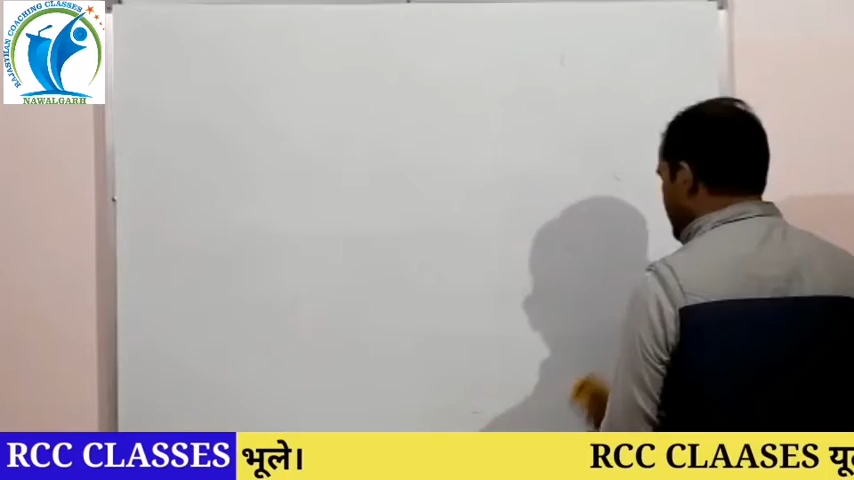 RAJASTHAN COACHING CLASSES
NAWALGARH
RCC CLASSES भूले। RCC CLAASES